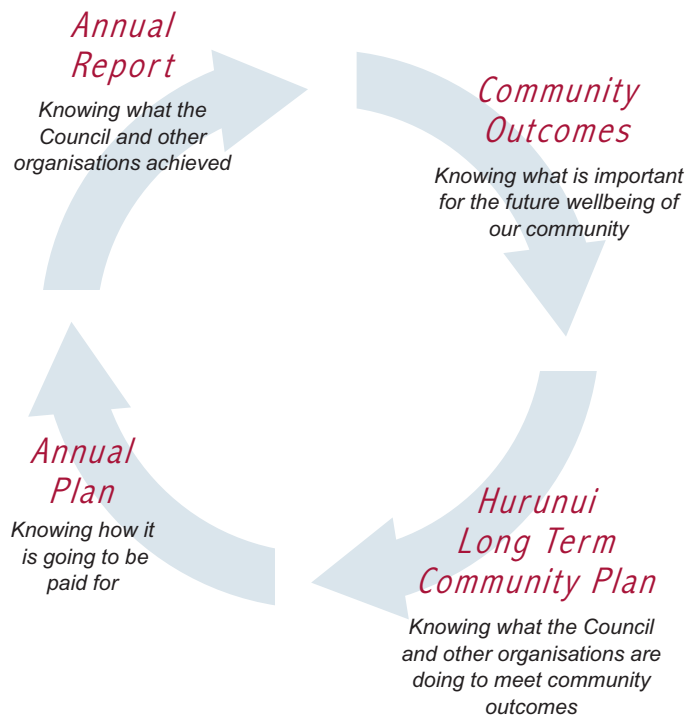 Annual
Report
Knowing what the
Council and other
organisations achieved
Community
Outcomes
Knowing what is important
for the future wellbeing of
our community
Hurunui
Long Term
Community Plan
Knowing what the Council
and other organisations are
doing to meet community
outcomes
Annual
Plan
Knowing how it
is going to be
paid for